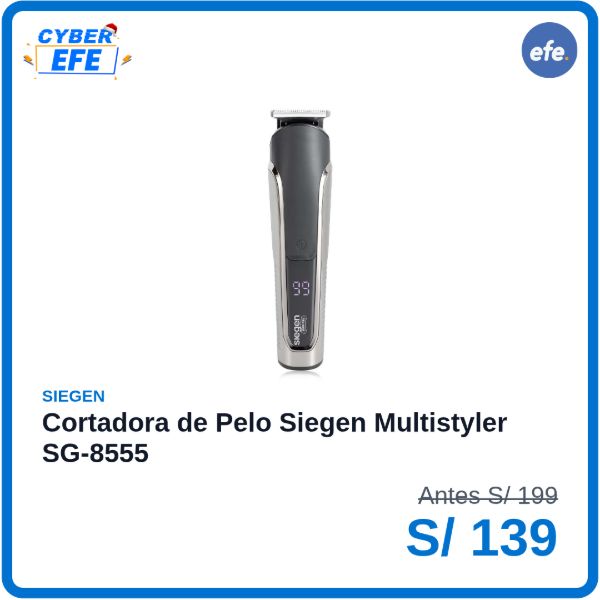 CYBER
EFE
efe.
99
siegen
SIEGEN
Cortadora de Pelo Siegen Multistyler
SG-8555
Antes S/ 199
S/ 139